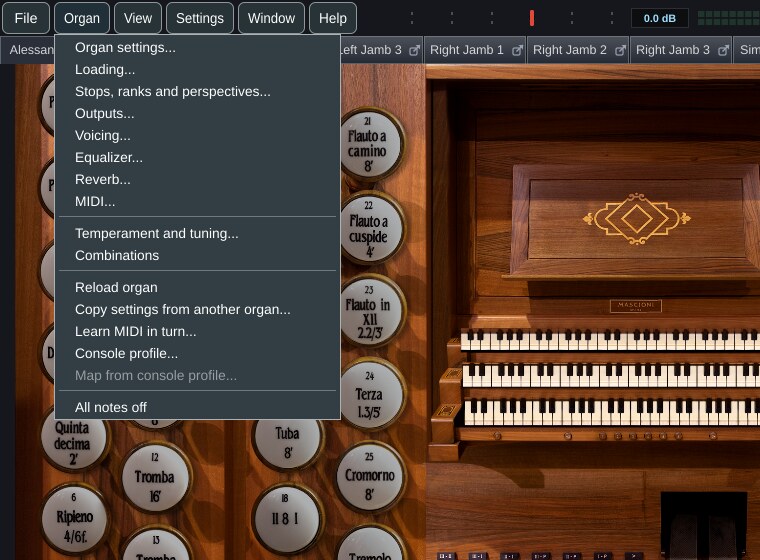 File Organ View Settings Window Help
0.0 dB
Alessan
Left Jamb 3 Right Jamb 1 Right Jamb 2 Right Jamb 3 Sim
Organ settings...
Loading...
Stops, ranks and perspectives...
Outputs...
Voicing...
Equalizer...
Reverb...
MIDI...
Temperament and tuning...
Combinations
Reload organ
Copy settings from another organ...
Learn MIDI in turn...
Console profile...
Map from console profile...
All notes off
Quinta
decima
2'
6
Ripieno
4/6f.
8'
12
Tromba
16'
13
Tromba
Tuba
8'
18
II 8 I
21
Flauto a
camino
8'
22
Flauto a
cuspide
4'
23
Flauto in
XII
2.2/3'
24
Terza
1.3/5'
25
Cromorno
8'
Tremolo
MASCIONI